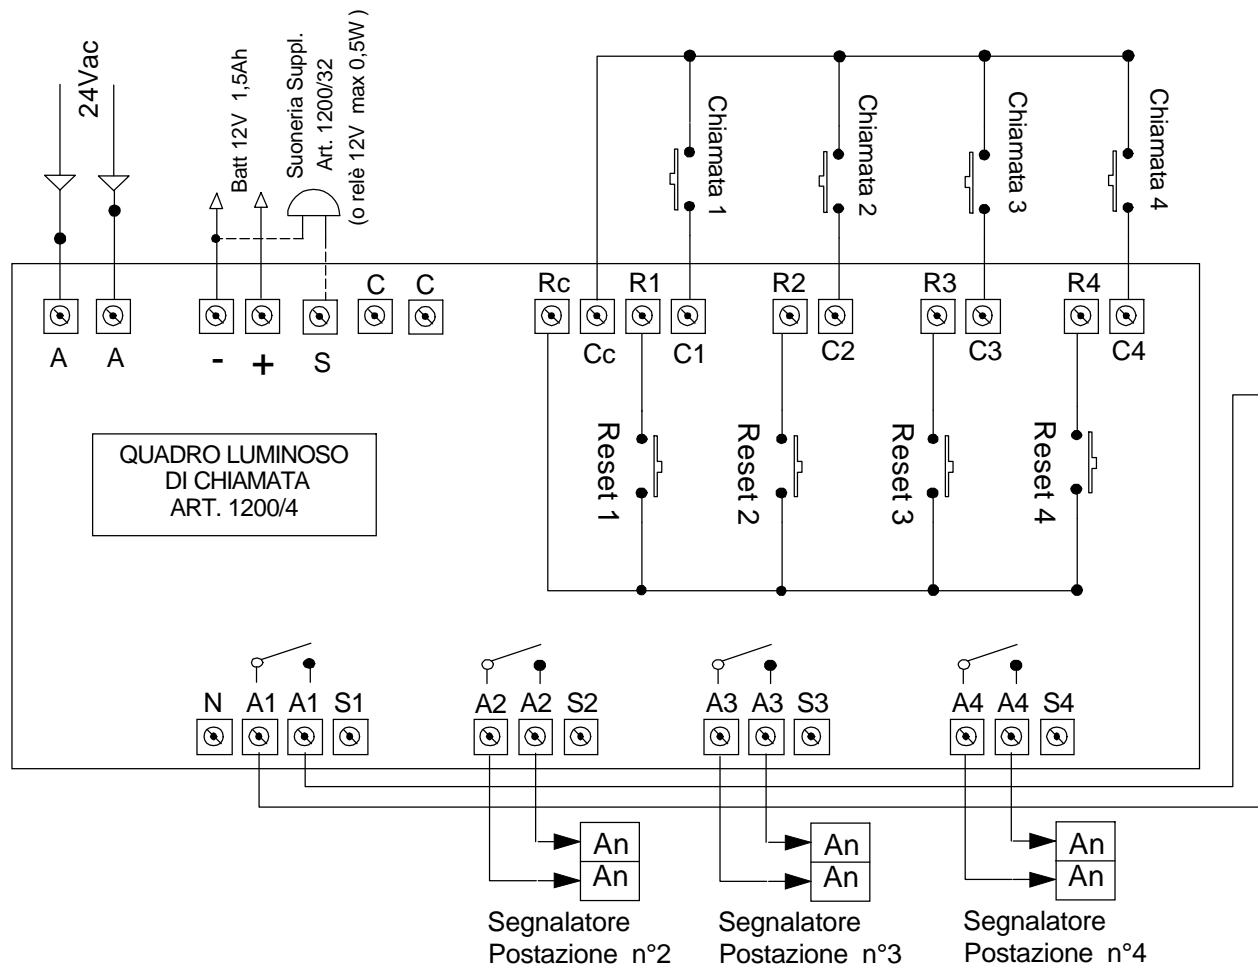 24Vac
Batt 12V 1,5Ah
Suoneria Suppl.
Art. 1200/32
(o relè 12V max 0,5W)
Chiamata 1
Chiamata 2
Chiamata 3
Chiamata 4
C C
Rc R1 R2 R3 R4
A A - + S
Cc C1 C2 C3 C4
QUADRO LUMINOSO
DI CHIAMATA
ART. 1200/4
Reset 1
Reset 2
Reset 3
Reset 4
N A1 A1 S1
A2 A2 S2
A3 A3 S3
A4 A4 S4
An
An
Segnalatore
Postazione n°2
An
An
Segnalatore
Postazione n°3
An
An
Segnalatore
Postazione n°4